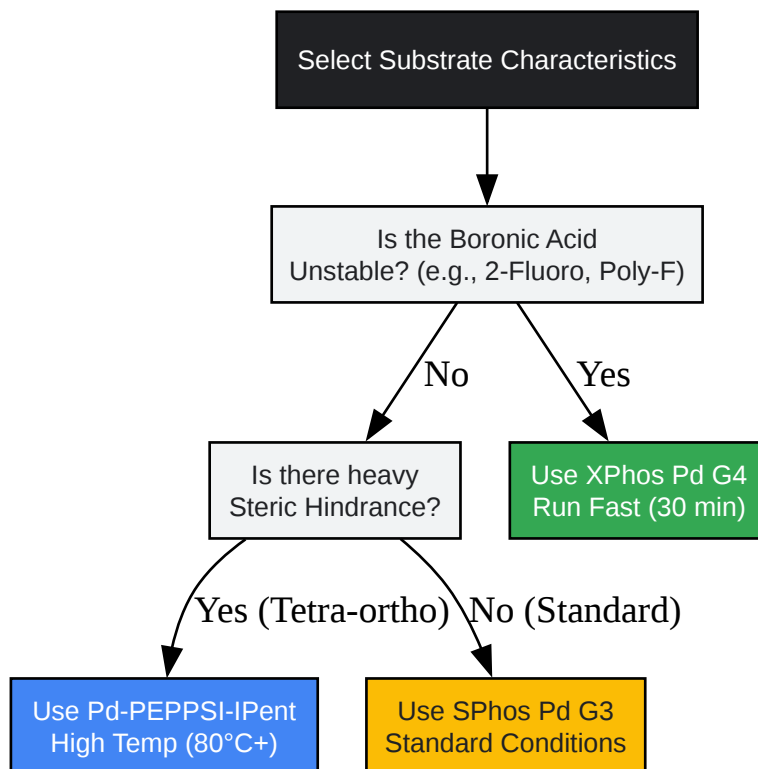 Select Substrate Characteristics
Is the Boronic Acid
Unstable? (e.g., 2-Fluoro, Poly-F)
No
Yes
Is there heavy
Steric Hindrance?
Use XPhos Pd G4
Run Fast (30 min)
Yes (Tetra-ortho)
No (Standard)
Use Pd-PEPPSI-IPent
High Temp (80°C+)
Use SPhos Pd G3
Standard Conditions